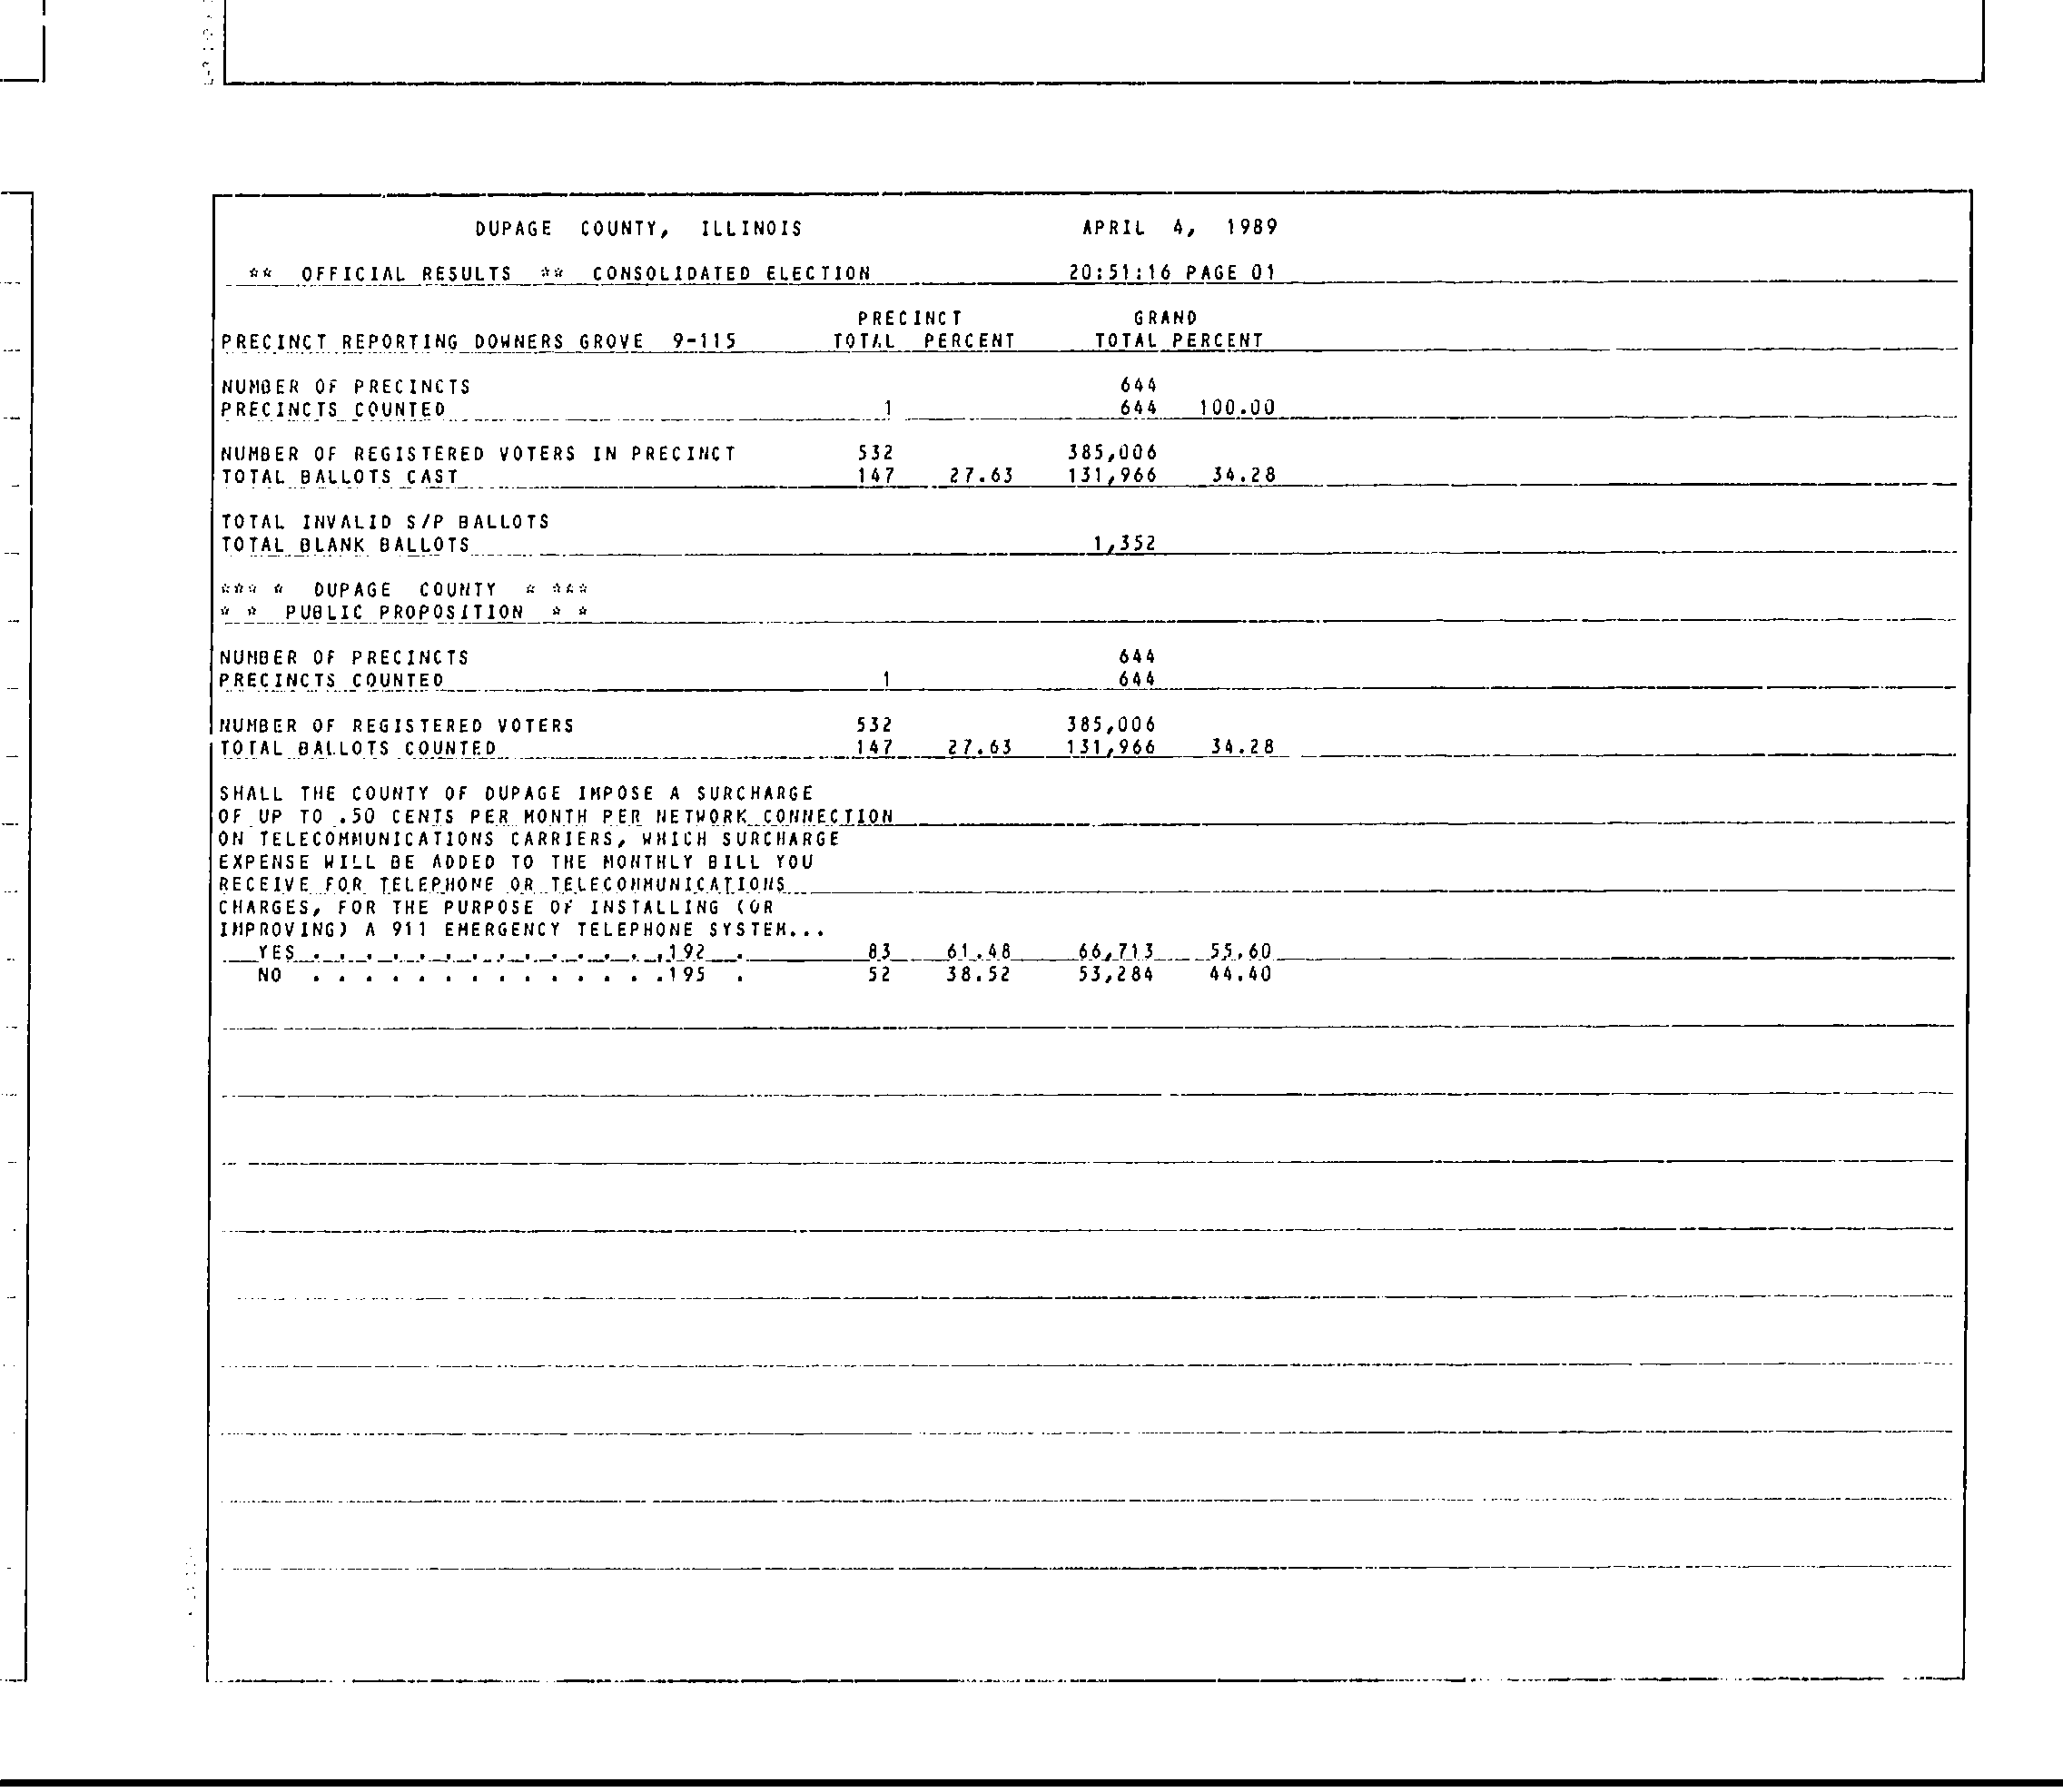 DUPAGE COUNTY, ILLINOIS APRIL 4, 1989
** OFFICIAL RESULTS ** CONSOLIDATED ELECTION 20:51:16 PAGE 01
PRECINCT GRAND
PRECINCT REPORTING DOWNERS GROVE 9-115 TOTAL PERCENT TOTAL PERCENT
NUMBER OF PRECINCTS 644
PRECINCTS COUNTED 1 644 100.00
NUMBER OF REGISTERED VOTERS IN PRECINCT 532 385,006
TOTAL BALLOTS CAST 147 27.63 131,966 34.28
TOTAL INVALID S/P BALLOTS
TOTAL BLANK BALLOTS 1,352
*** * DUPAGE COUNTY * ***
* * PUBLIC PROPOSITION * *
NUMBER OF PRECINCTS 644
PRECINCTS COUNTED 1 644
NUMBER OF REGISTERED VOTERS 532 385,006
TOTAL BALLOTS COUNTED 147 27.63 131,966 34.28
SHALL THE COUNTY OF DUPAGE IMPOSE A SURCHARGE
OF UP TO .50 CENTS PER MONTH PER NETWORK CONNECTION
ON TELECOMMUNICATIONS CARRIERS, WHICH SURCHARGE
EXPENSE WILL BE ADDED TO THE MONTHLY BILL YOU
RECEIVE FOR TELEPHONE OR TELECOMMUNICATIONS
CHARGES, FOR THE PURPOSE OF INSTALLING (OR
IMPROVING) A 911 EMERGENCY TELEPHONE SYSTEM...
YES . . . . . . . . . . . . . .192 . 83 61.48 66,713 55.60
NO . . . . . . . . . . . . . .195 . 52 38.52 53,284 44.40